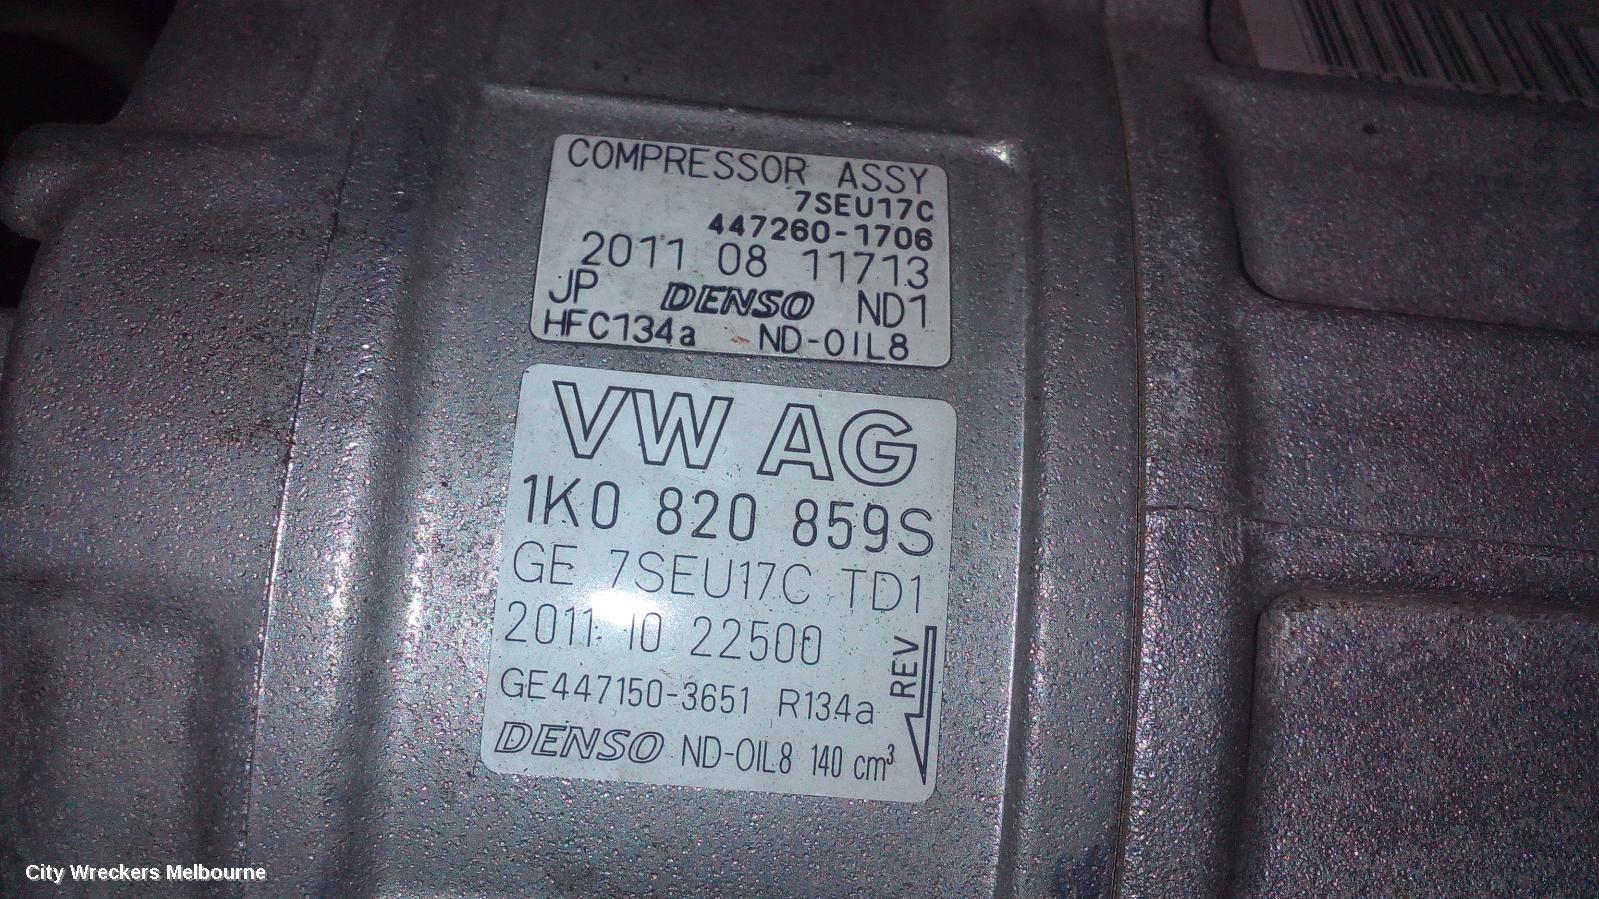 COMPRESSOR ASSY
7SEU17C
447260-1706
2011 08 11713
JP DENSO ND1
HFC134a ND-OIL8
VW AG
1K0 820 859S
GE 7SEU17C TD1
2011 10 22500
GE447150-3651 R134a
REV
DENSO ND-OIL8 140 cm³
City Wreckers Melbourne